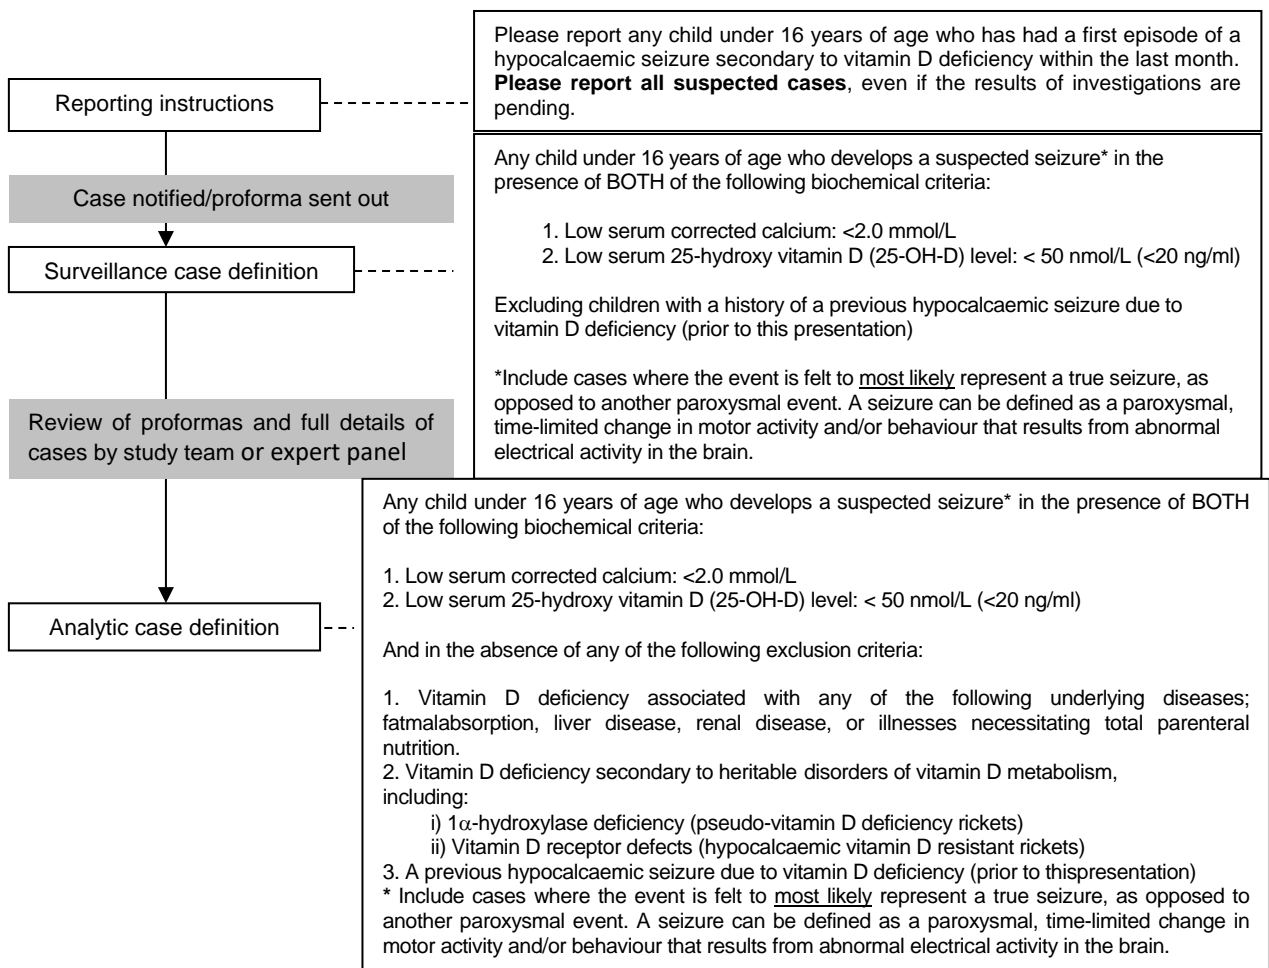 Please report any child under 16 years of age who has had a first episode of a
hypocalcaemic seizure secondary to vitamin D deficiency within the last month.
Please report all suspected cases, even if the results of investigations are
pending.
Reporting instructions
Case notified/proforma sent out
Surveillance case definition
Any child under 16 years of age who develops a suspected seizure* in the
presence of BOTH of the following biochemical criteria:
1. Low serum corrected calcium: <2.0 mmol/L
2. Low serum 25-hydroxy vitamin D (25-OH-D) level: < 50 nmol/L (<20 ng/ml)
Excluding children with a history of a previous hypocalcaemic seizure due to
vitamin D deficiency (prior to this presentation)
*Include cases where the event is felt to most likely represent a true seizure, as
opposed to another paroxysmal event. A seizure can be defined as a paroxysmal,
time-limited change in motor activity and/or behaviour that results from abnormal
electrical activity in the brain.
Review of proformas and full details of
cases by study team or expert panel
Analytic case definition
Any child under 16 years of age who develops a suspected seizure* in the presence of BOTH
of the following biochemical criteria:
1. Low serum corrected calcium: <2.0 mmol/L
2. Low serum 25-hydroxy vitamin D (25-OH-D) level: < 50 nmol/L (<20 ng/ml)
And in the absence of any of the following exclusion criteria:
1. Vitamin D deficiency associated with any of the following underlying diseases;
fatmalabsorption, liver disease, renal disease, or illnesses necessitating total parenteral
nutrition.
2. Vitamin D deficiency secondary to heritable disorders of vitamin D metabolism,
including:
i) 1α-hydroxylase deficiency (pseudo-vitamin D deficiency rickets)
ii) Vitamin D receptor defects (hypocalcaemic vitamin D resistant rickets)
3. A previous hypocalcaemic seizure due to vitamin D deficiency (prior to thispresentation)
* Include cases where the event is felt to most likely represent a true seizure, as opposed to
another paroxysmal event. A seizure can be defined as a paroxysmal, time-limited change in
motor activity and/or behaviour that results from abnormal electrical activity in the brain.